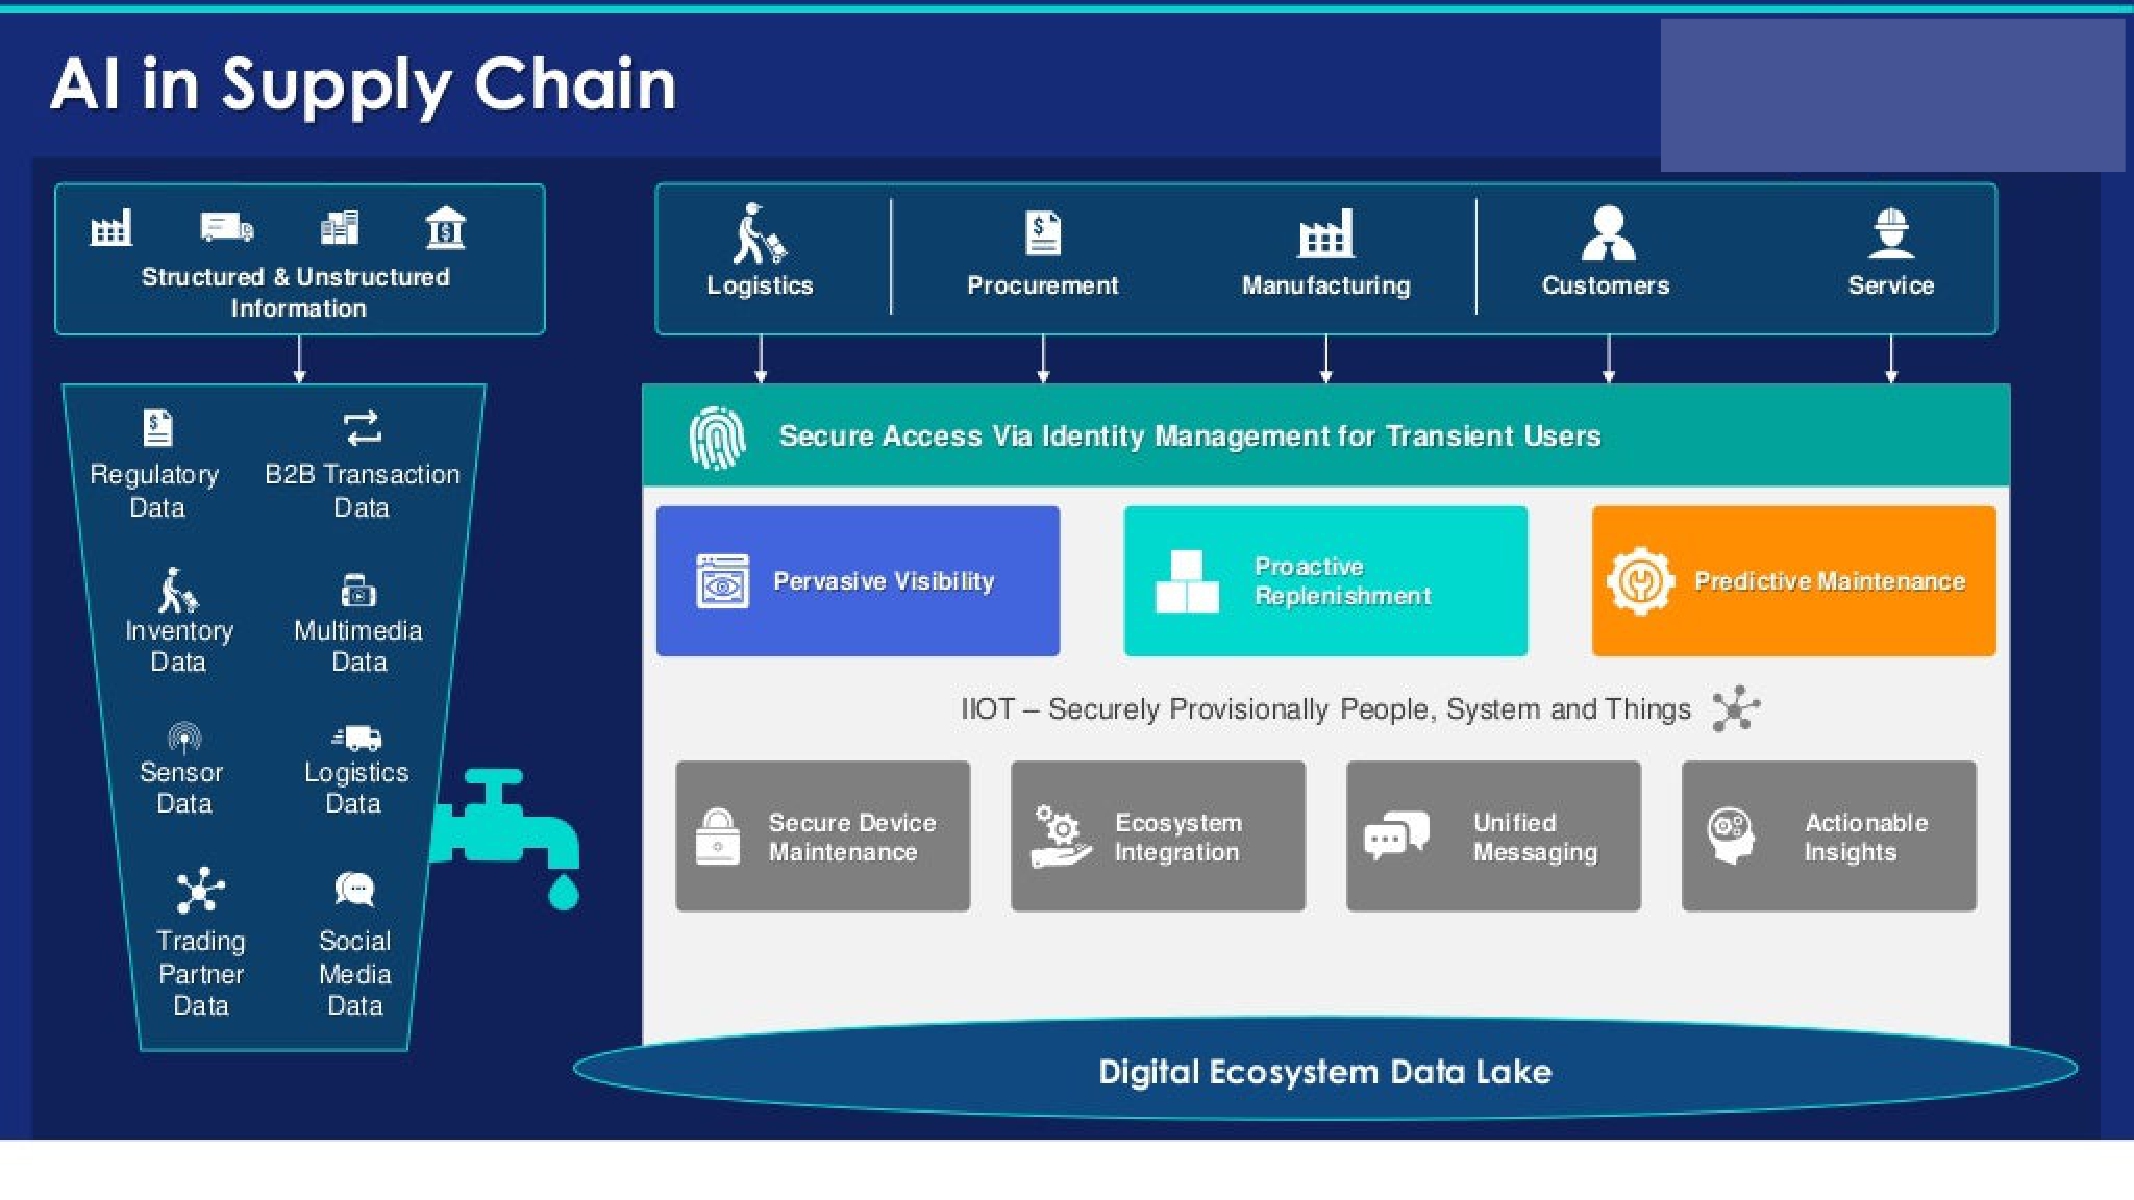 AI in Supply Chain
Structured & Unstructured
Information
Regulatory
Data
B2B Transaction
Data
Inventory
Data
Multimedia
Data
Sensor
Data
Logistics
Data
Trading
Partner
Data
Social
Media
Data
Logistics
Procurement
Manufacturing
Customers
Service
Secure Access Via Identity Management for Transient Users
Pervasive Visibility
Proactive
Replenishment
Predictive Maintenance
IIOT – Securely Provisionally People, System and Things
Secure Device
Maintenance
Ecosystem
Integration
Unified
Messaging
Actionable
Insights
Digital Ecosystem Data Lake